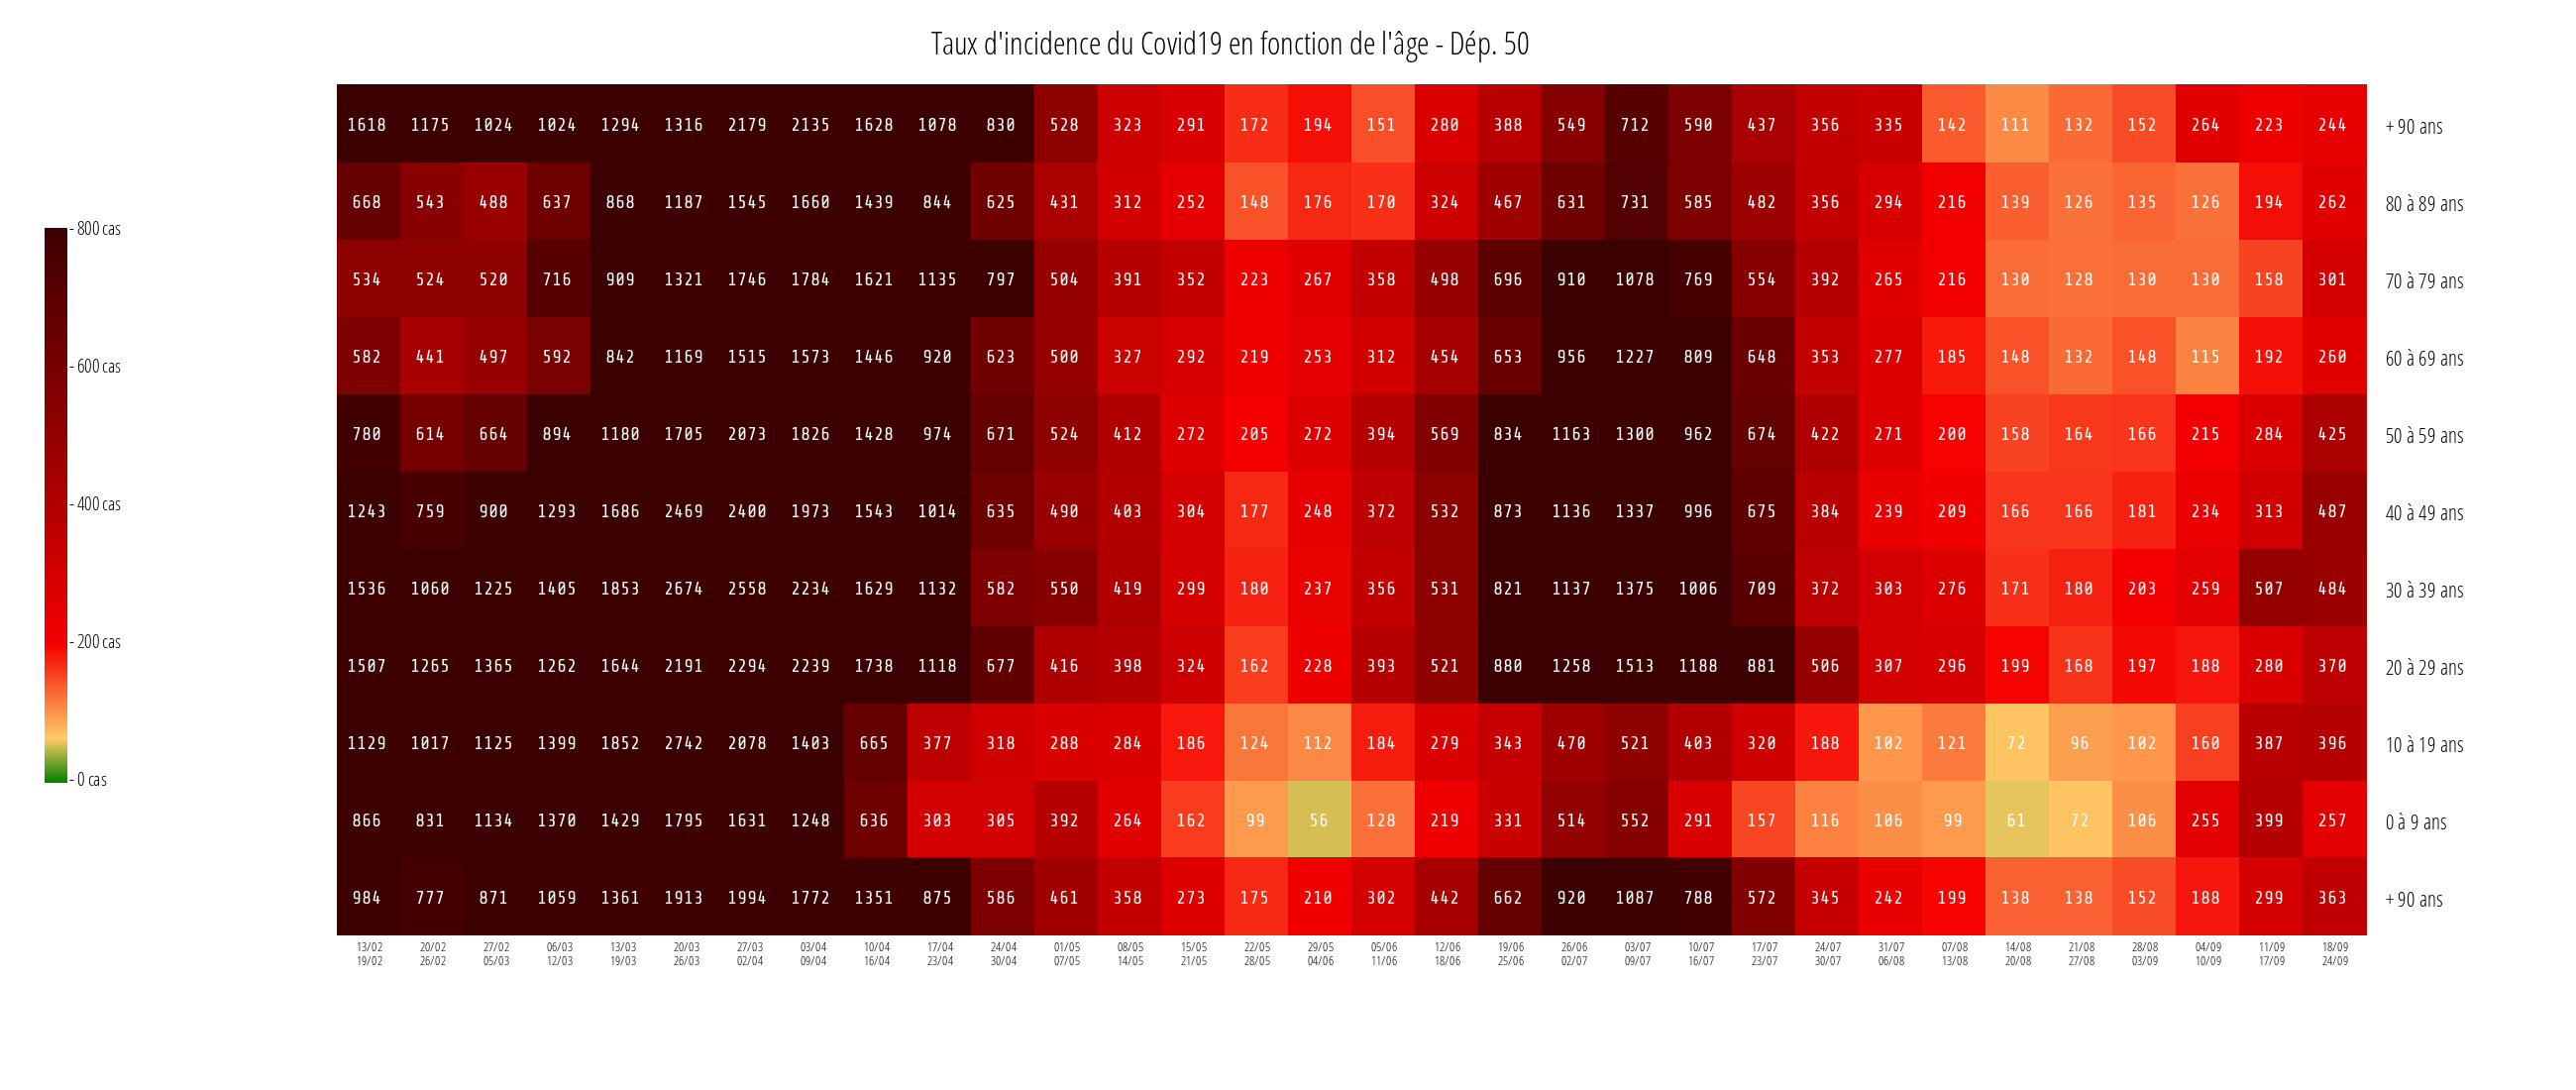 Taux d'incidence du Covid19 en fonction de l'âge - Dép. 50
1618 1175 1024 1024 1294 1316 2179 2135 1628 1078 830 528 323 291 172 194 151 280 388 549 712 590 437 356 335 142 111 132 152 264 223 244 + 90 ans
668 543 488 637 868 1187 1545 1660 1439 844 625 431 312 252 148 176 170 324 467 631 731 585 482 356 294 216 139 126 135 126 194 262 80 à 89 ans
- 800 cas
534 524 520 716 909 1321 1746 1784 1621 1135 797 504 391 352 223 267 358 498 696 910 1078 769 554 392 265 216 130 128 130 130 158 301 70 à 79 ans
582 441 497 592 842 1169 1515 1573 1446 920 623 500 327 292 219 253 312 454 653 956 1227 809 648 353 277 185 148 132 148 115 192 260 60 à 69 ans
- 600 cas
780 614 664 894 1180 1705 2073 1826 1428 974 671 524 412 272 205 272 394 569 834 1163 1300 962 674 422 271 200 158 164 166 215 284 425 50 à 59 ans
- 400 cas
1243 759 900 1293 1686 2469 2400 1973 1543 1014 635 490 403 304 177 248 372 532 873 1136 1337 996 675 384 239 209 166 166 181 234 313 487 40 à 49 ans
1536 1060 1225 1405 1853 2674 2558 2234 1629 1132 582 550 419 299 180 237 356 531 821 1137 1375 1006 709 372 303 276 171 180 203 259 507 484 30 à 39 ans
- 200 cas
1507 1265 1365 1262 1644 2191 2294 2239 1738 1118 677 416 398 324 162 228 393 521 880 1258 1513 1188 881 506 307 296 199 168 197 188 280 370 20 à 29 ans
1129 1017 1125 1399 1852 2742 2078 1403 665 377 318 288 284 186 124 112 184 279 343 470 521 403 320 188 102 121 72 96 102 160 387 396 10 à 19 ans
- 0 cas
866 831 1134 1370 1429 1795 1631 1248 636 303 305 392 264 162 99 56 128 219 331 514 552 291 157 116 106 99 61 72 106 255 399 257 0 à 9 ans
984 777 871 1059 1361 1913 1994 1772 1351 875 586 461 358 273 175 210 302 442 662 920 1087 788 572 345 242 199 138 138 152 188 299 363 + 90 ans
13/02 20/02 27/02 06/03 13/03 20/03 27/03 03/04 10/04 17/04 24/04 01/05 08/05 15/05 22/05 29/05 05/06 12/06 19/06 26/06 03/07 10/07 17/07 24/07 31/07 07/08 14/08 21/08 28/08 04/09 11/09 18/09
19/02 26/02 05/03 12/03 19/03 26/03 02/04 09/04 16/04 23/04 30/04 07/05 14/05 21/05 28/05 04/06 11/06 18/06 25/06 02/07 09/07 16/07 23/07 30/07 06/08 13/08 20/08 27/08 03/09 10/09 17/09 24/09